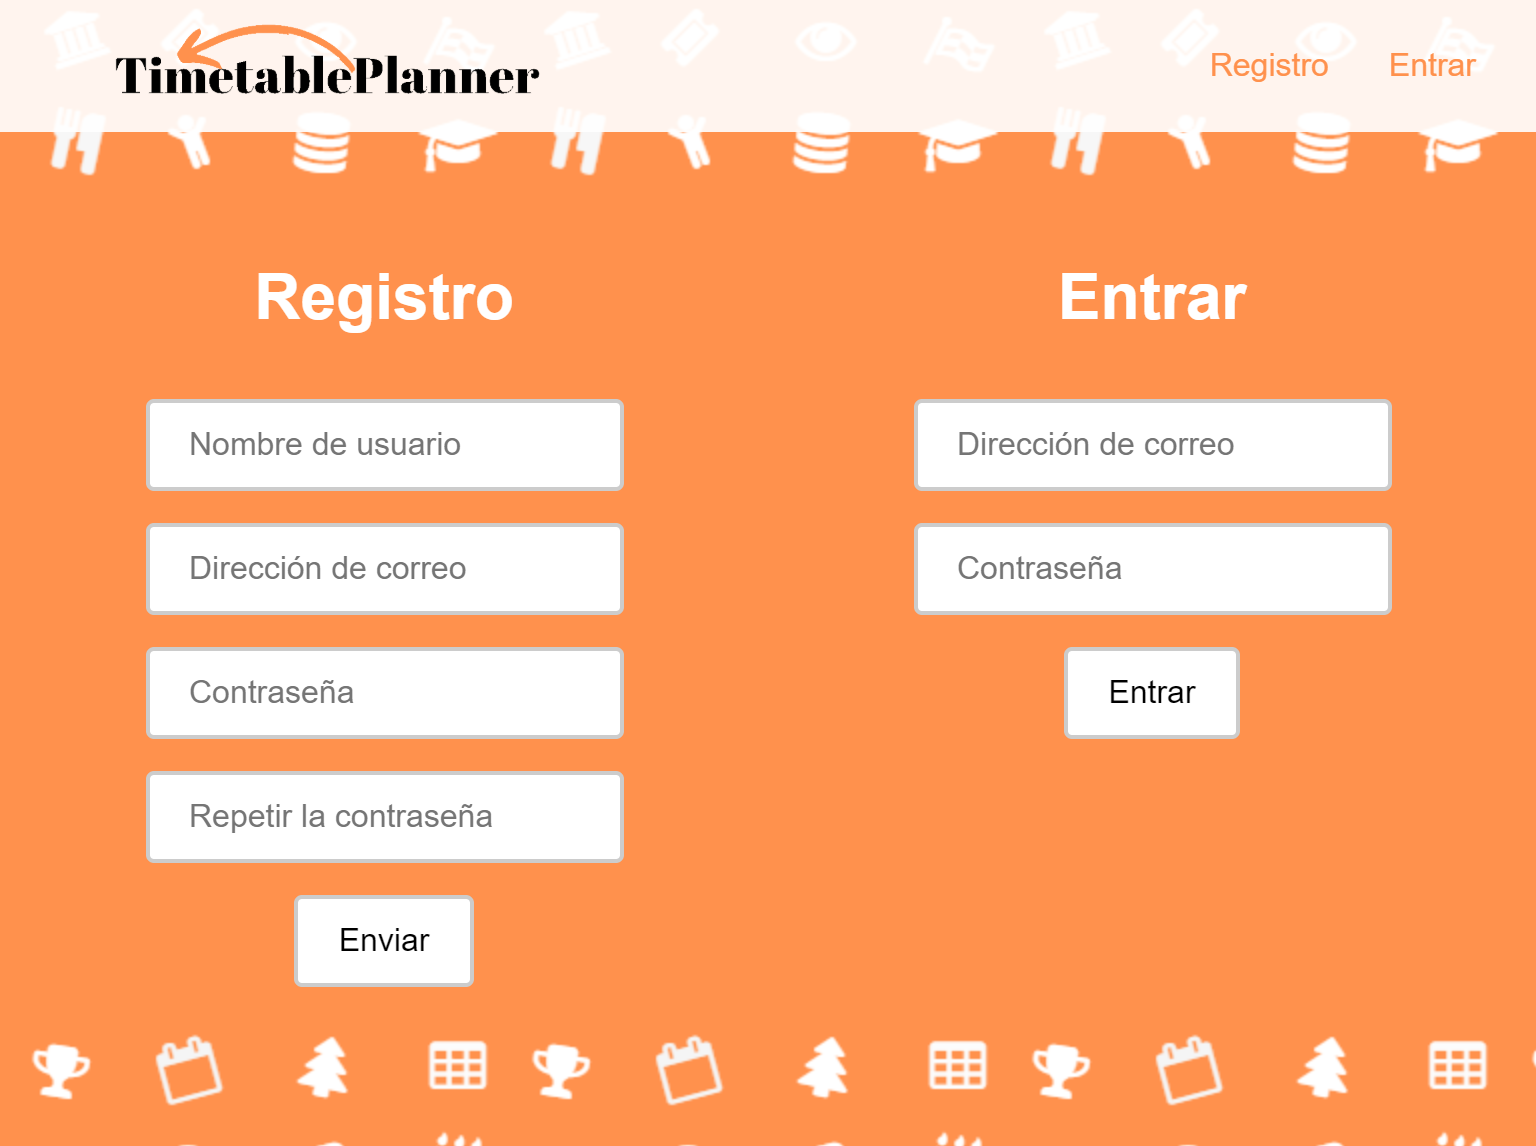 TimetablePlanner
Registro
Entrar
Registro
Nombre de usuario
Dirección de correo
Contraseña
Repetir la contraseña
Enviar
Entrar
Dirección de correo
Contraseña
Entrar